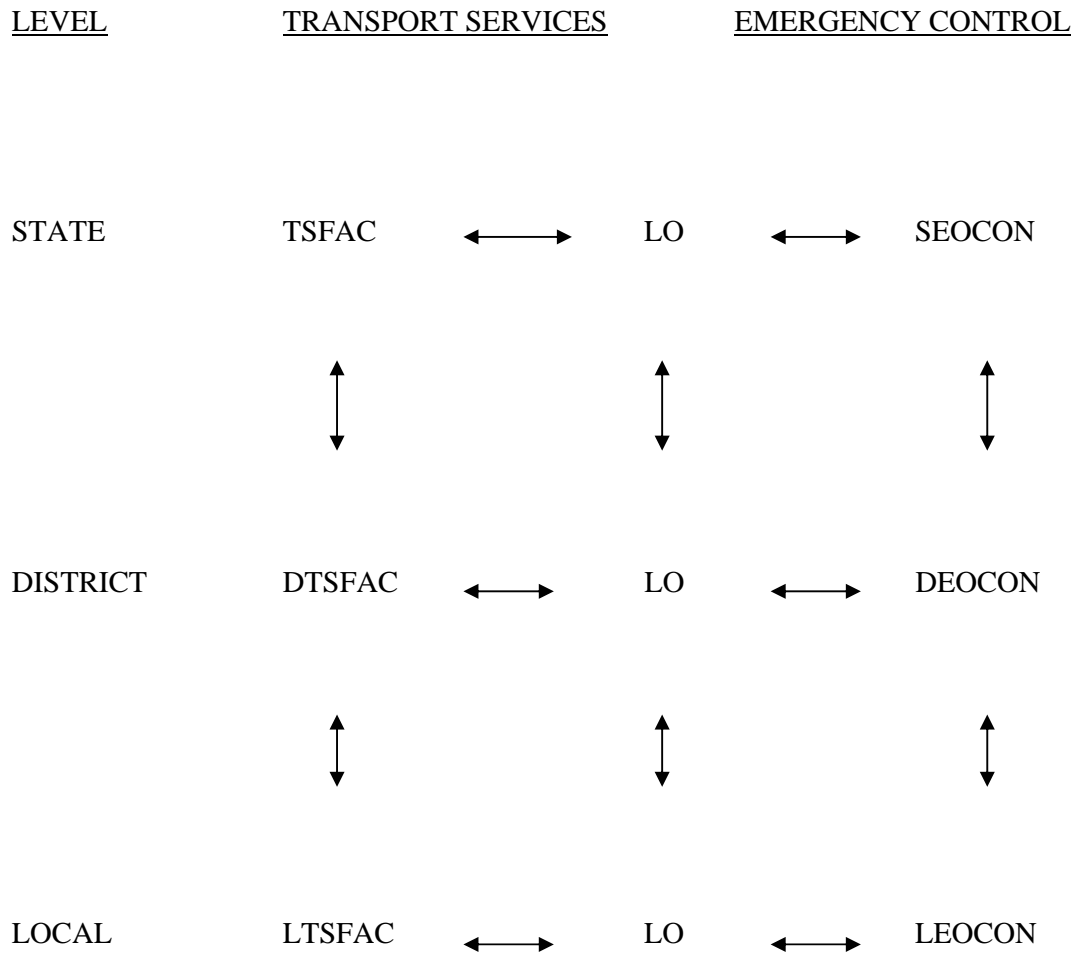 LEVEL TRANSPORT SERVICES EMERGENCY CONTROL
STATE TSFAC LO SEOCON
DISTRICT DTSFAC LO DEOCON
LOCAL LTSFAC LO LEOCON